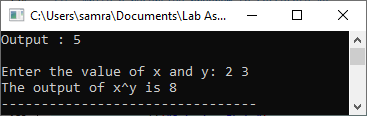 C:\Users\samra\Documents\Lab As...
Output : 5
Enter the value of x and y: 2 3
The output of x^y is 8
---------------------------------